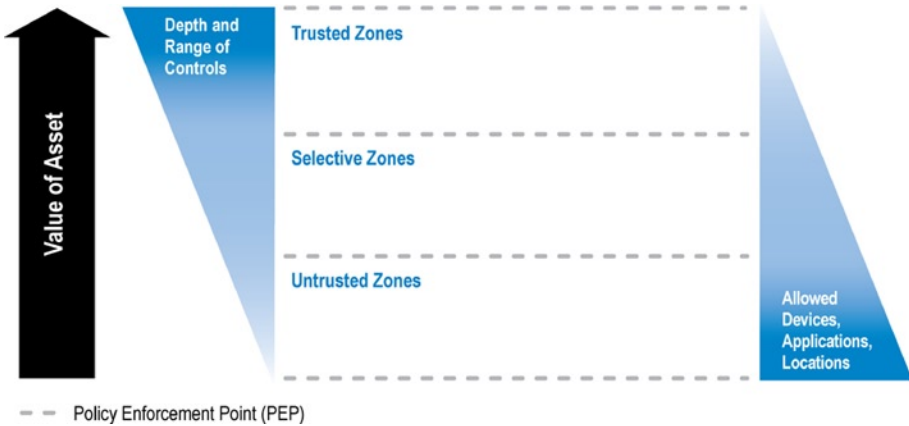 Value of Asset
Depth and
Range of
Controls
Trusted Zones
Selective Zones
Untrusted Zones
Allowed
Devices,
Applications,
Locations
Policy Enforcement Point (PEP)